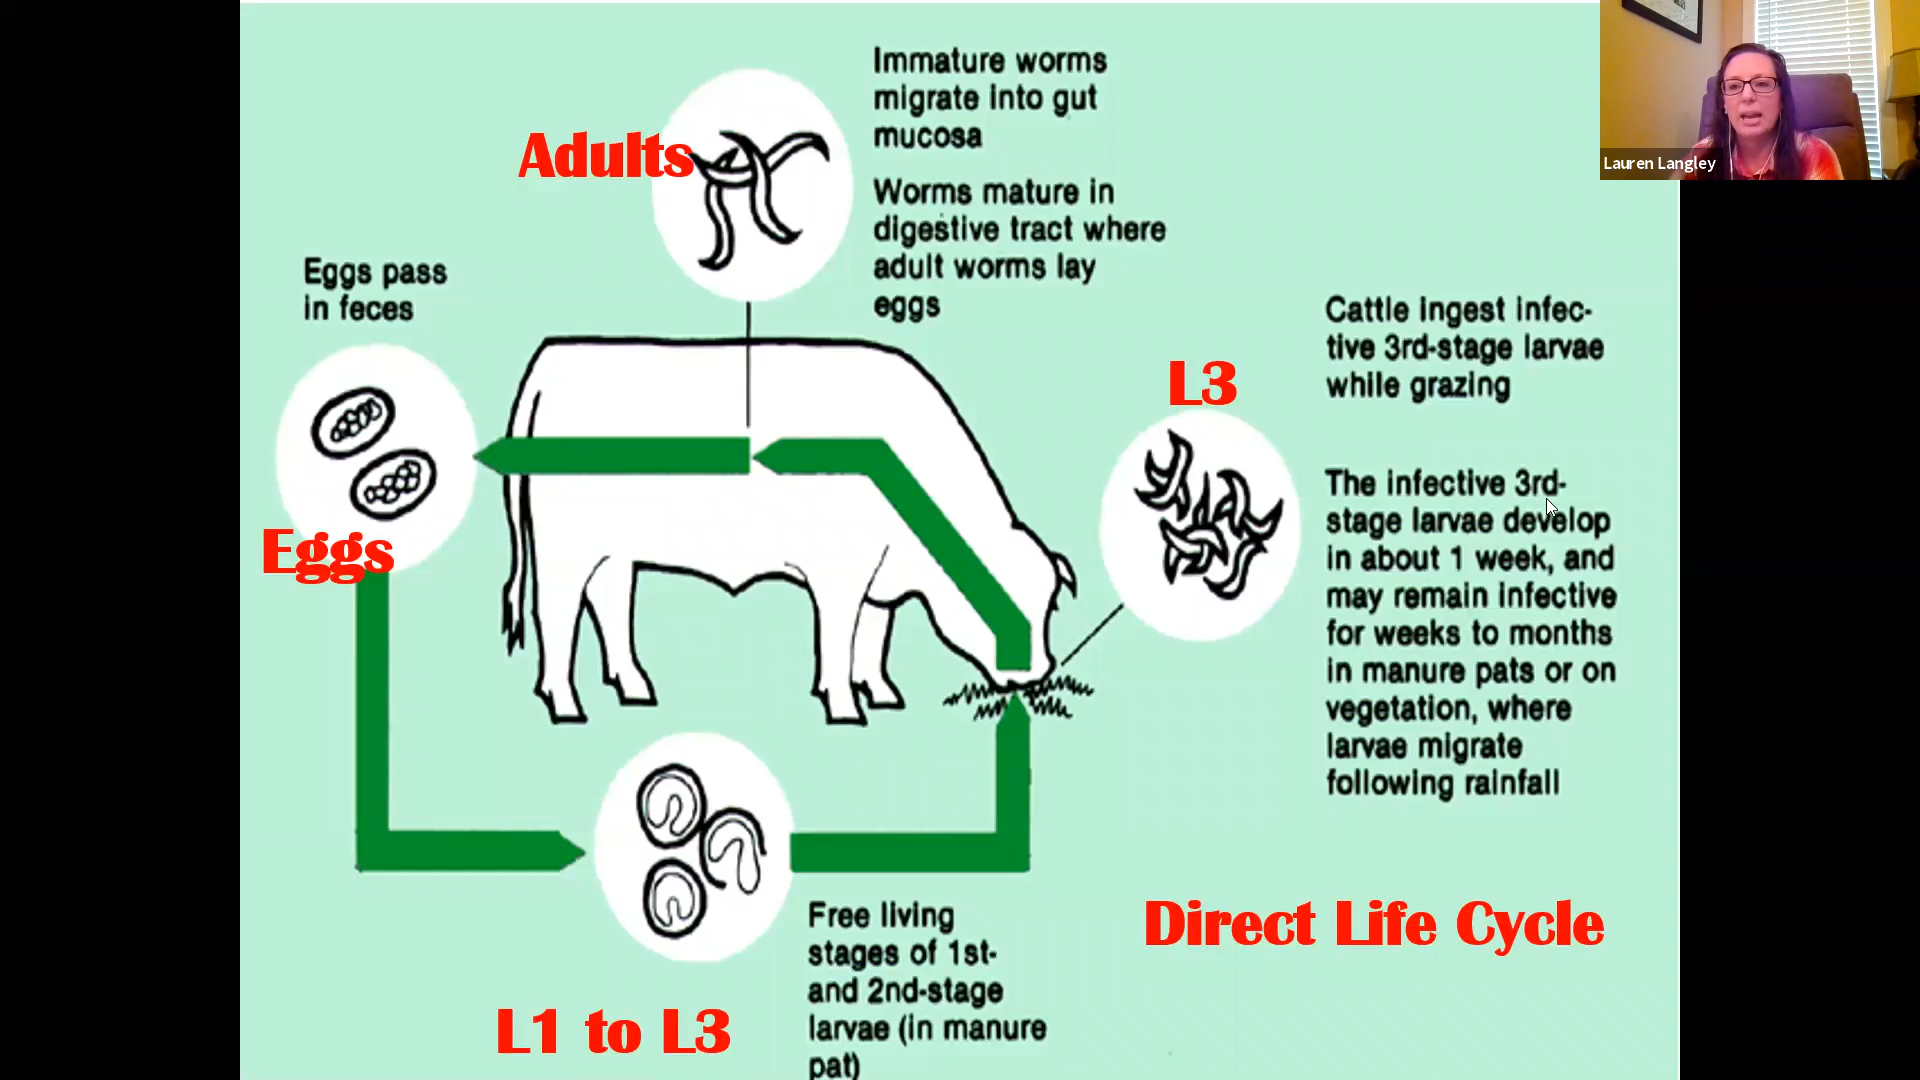 Immature worms
migrate into gut
mucosa
Adults
Worms mature in
digestive tract where
adult worms lay
eggs
Lauren Langley
Eggs pass
in feces
Eggs
Cattle ingest infec-
tive 3rd-stage larvae
while grazing
L3
The infective 3rd-
stage larvae develop
in about 1 week, and
may remain infective
for weeks to months
in manure pats or on
vegetation, where
larvae migrate
following rainfall
Free living
stages of 1st-
and 2nd-stage
larvae (in manure
pat)
L1 to L3
Direct Life Cycle